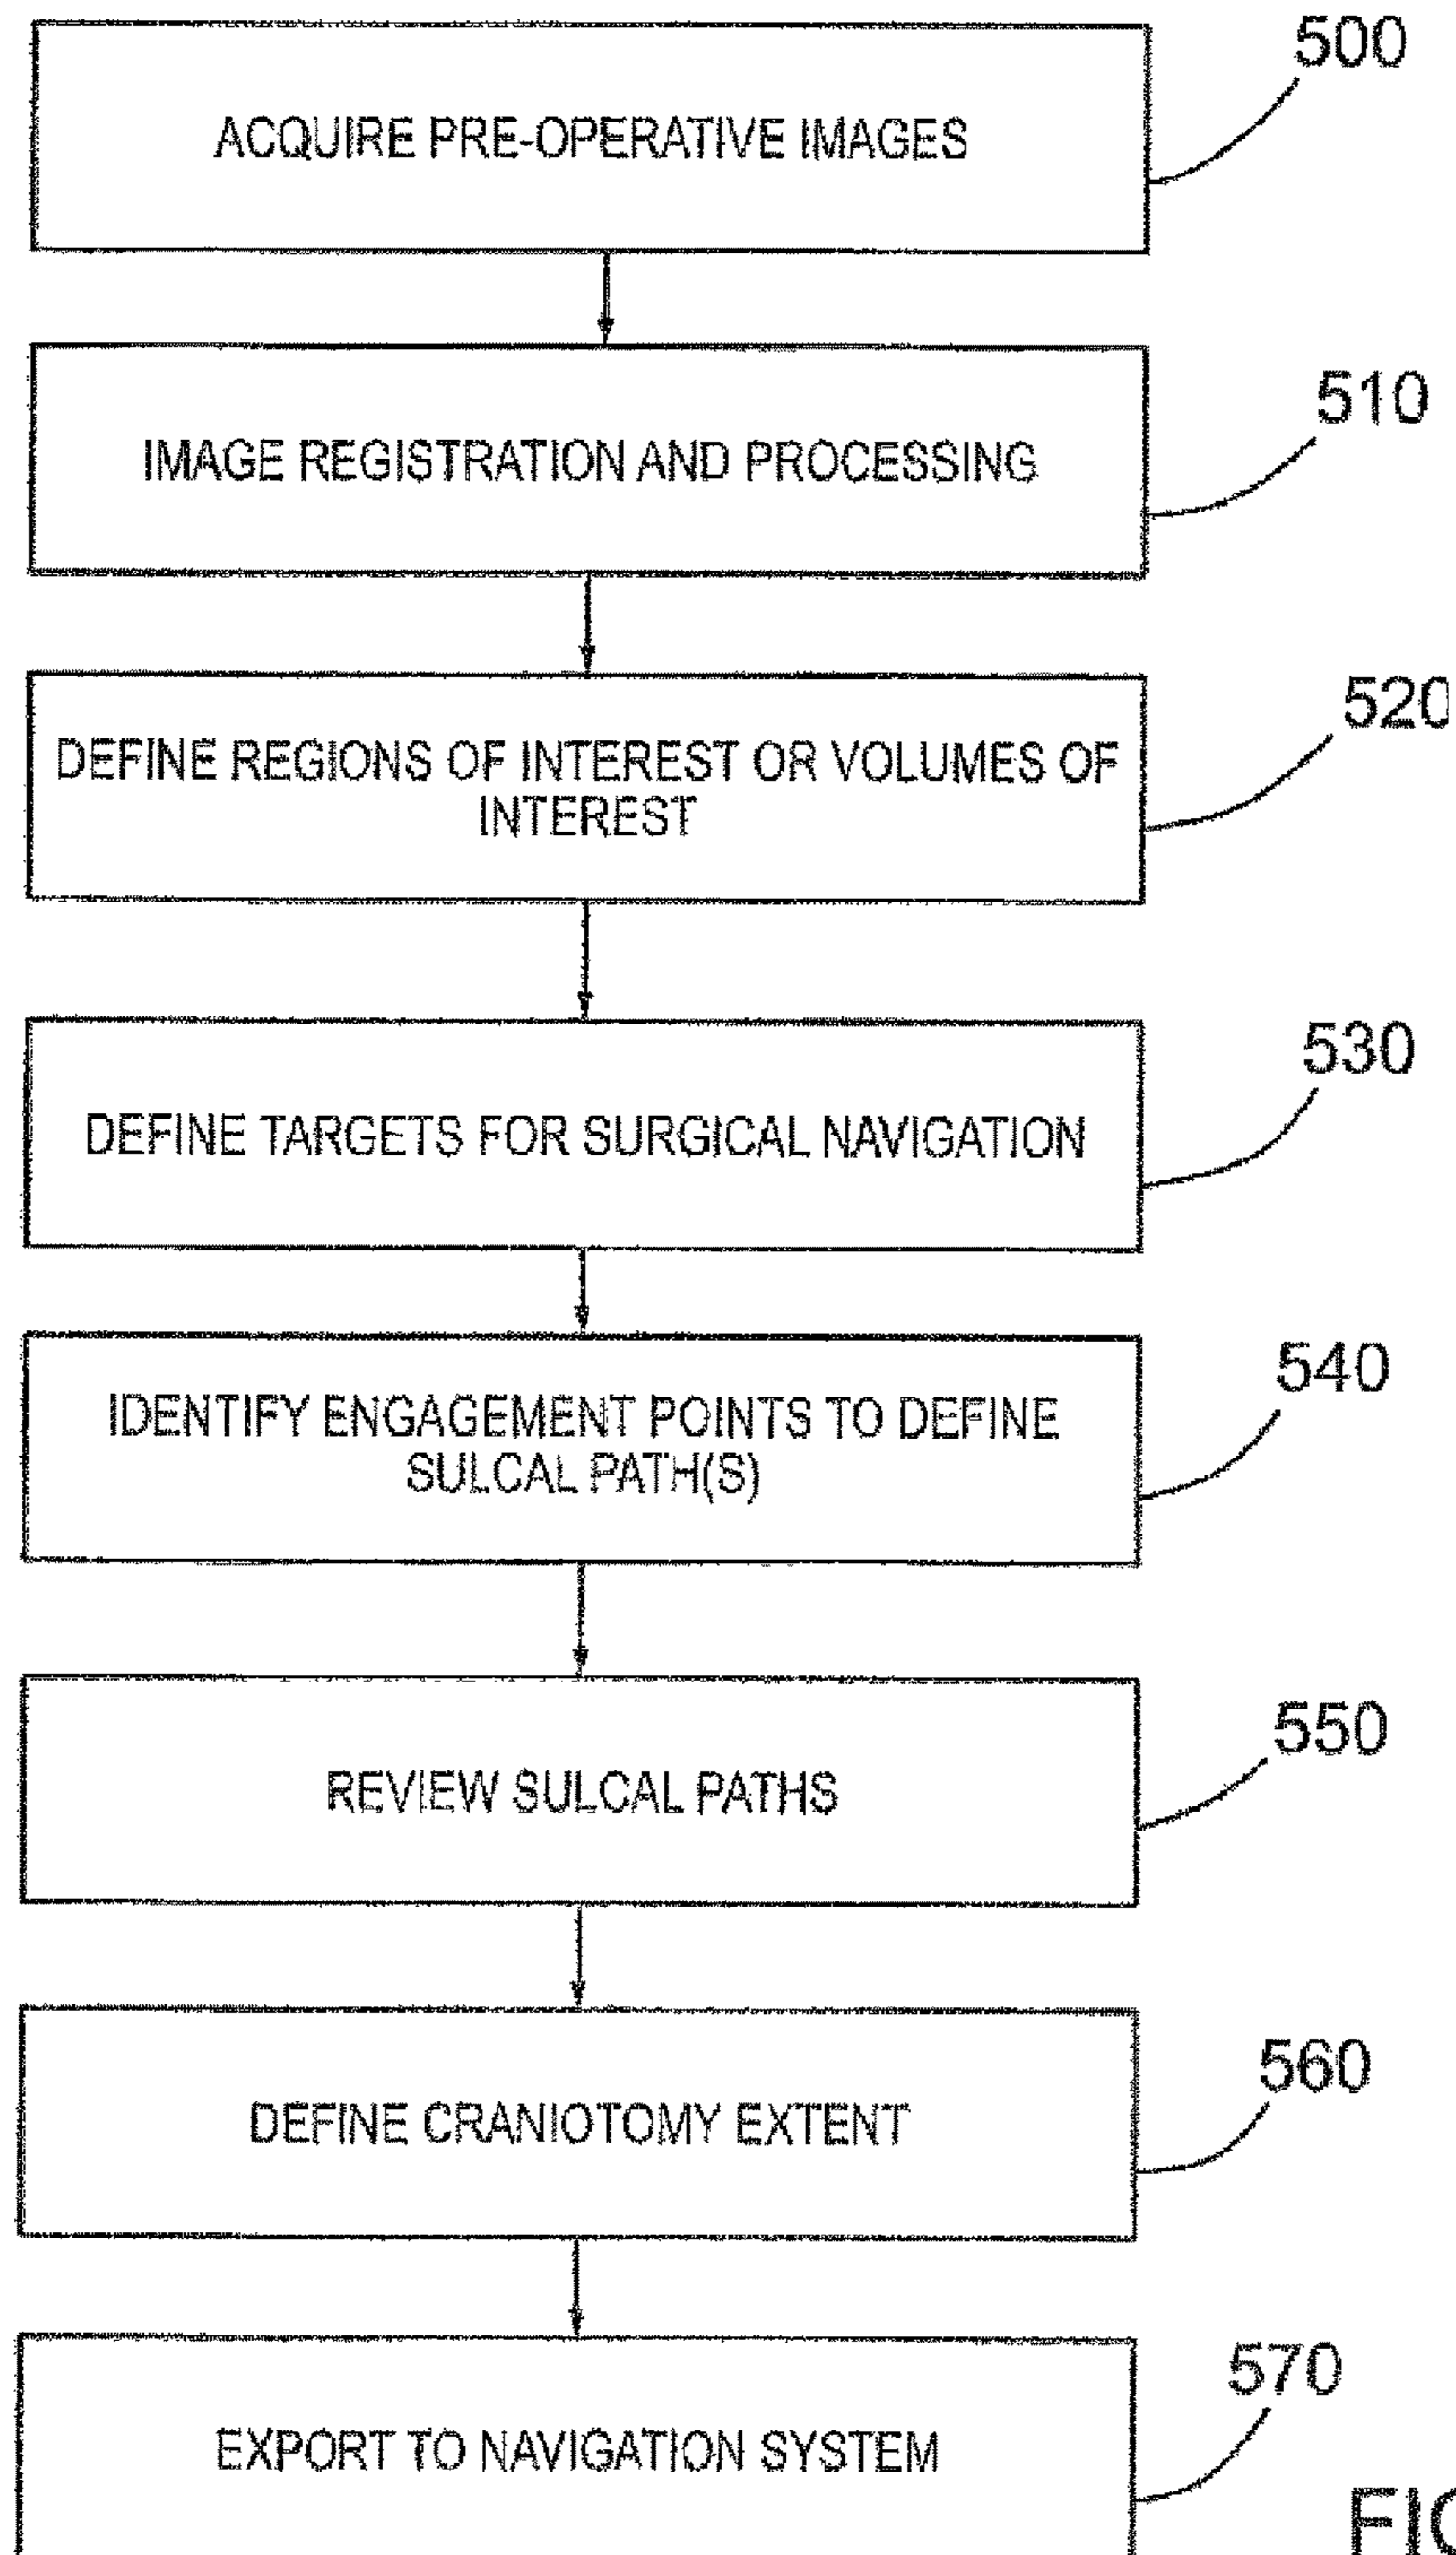 500
ACQUIRE PRE-OPERATIVE IMAGES
510
IMAGE REGISTRATION AND PROCESSING
520
DEFINE REGIONS OF INTEREST OR VOLUMES OF
INTEREST
530
DEFINE TARGETS FOR SURGICAL NAVIGATION
540
IDENTIFY ENGAGEMENT POINTS TO DEFINE
SULCAL PATH(S)
550
REVIEW SULCAL PATHS
560
DEFINE CRANIOTOMY EXTENT
570
EXPORT TO NAVIGATION SYSTEM